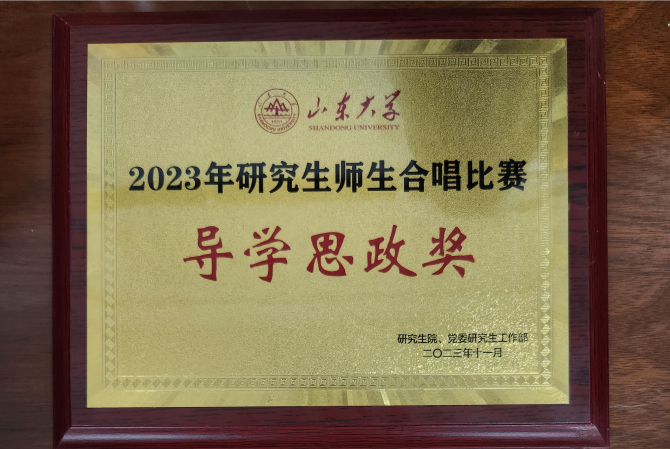 山东大学
SHANDONG UNIVERSITY
2023年研究生师生合唱比赛
导学思政奖
研究生院、党委研究生工作部
二〇二三年十一月